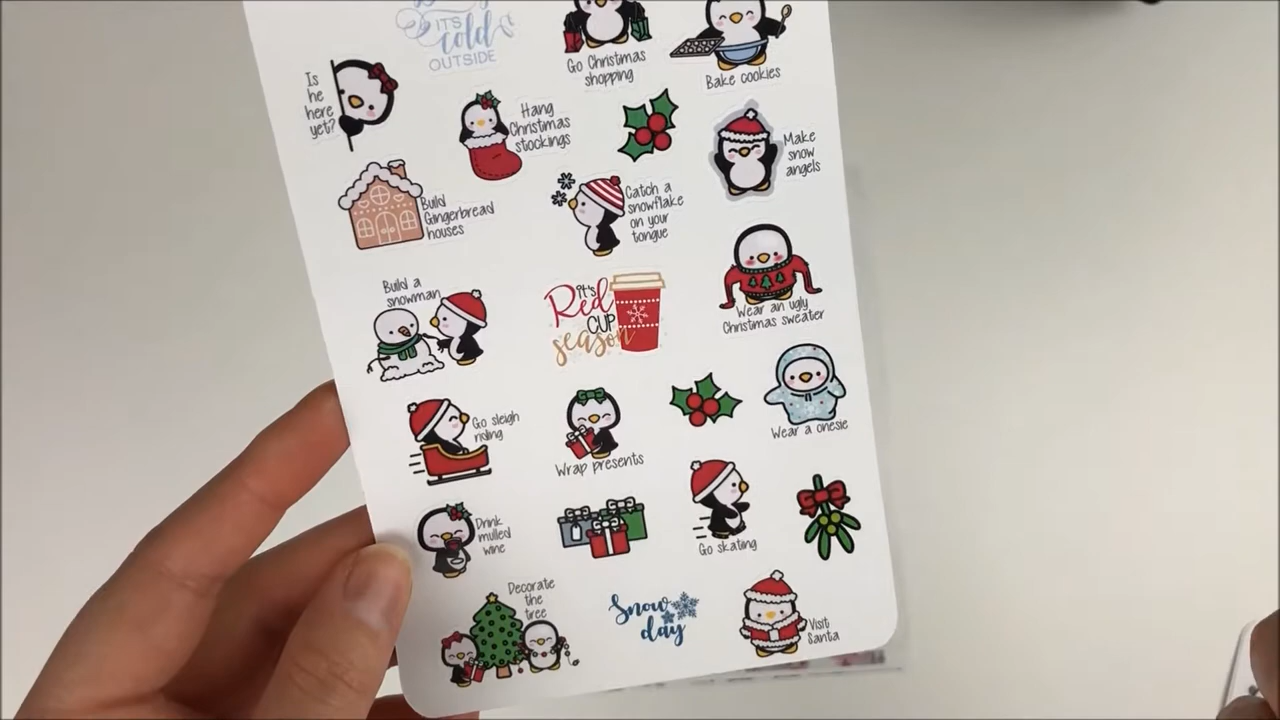 IT'S
cold
OUTSIDE
Go Christmas
shopping
Bake cookies
Is
he
here
yet?
Hang
Christmas
stockings
Make
snow
angels
Build
Gingerbread
houses
Catch a
snowflake
on your
tongue
Build a
snowman
it's
Red
CUP
season
Wear an ugly
Christmas sweater
Go sleigh
riding
Wrap presents
Wear a onesie
Drink
mulled
wine
Go skating
Decorate
the
tree
Snow
day
Visit
Santa